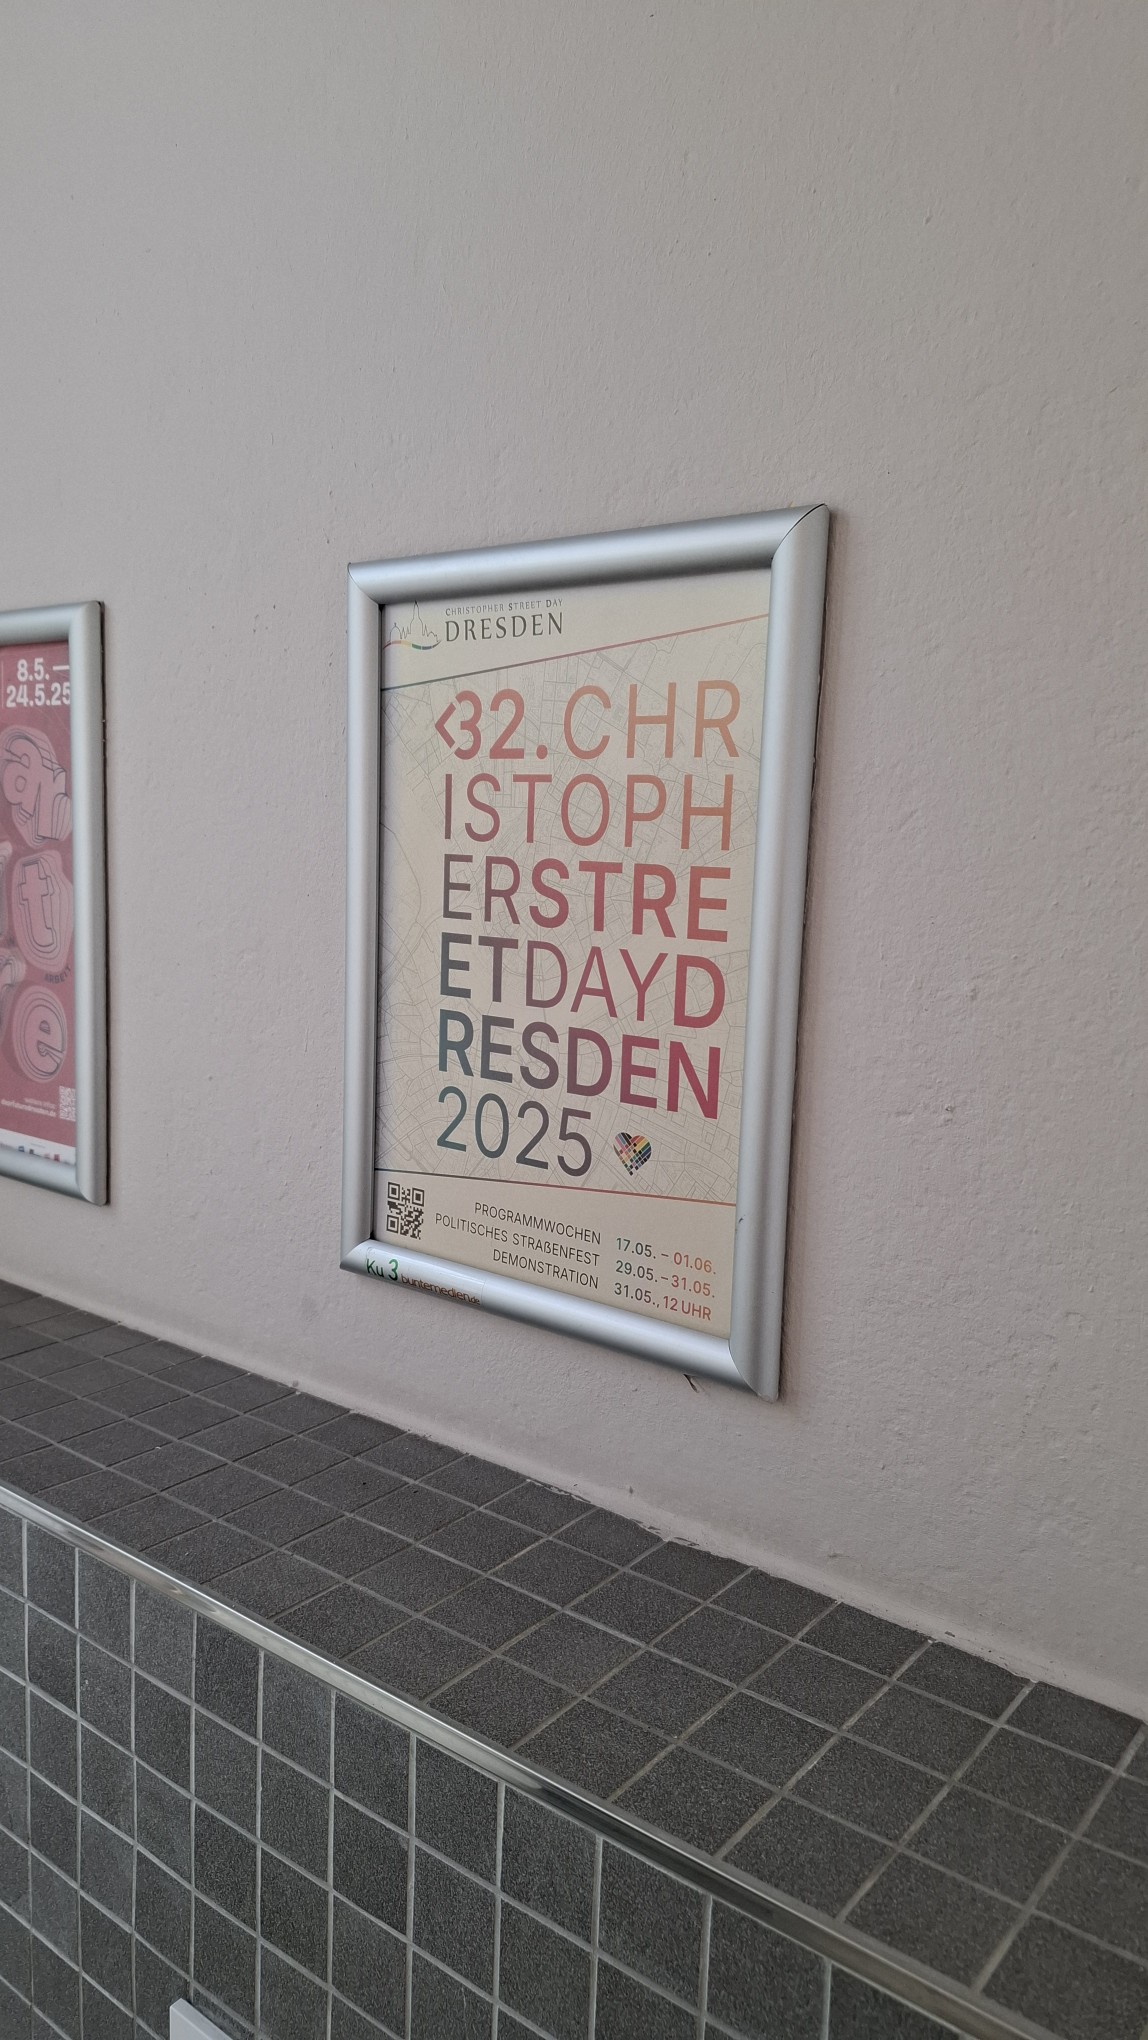 8.5.—
24.5.25
a
t
e
CHRISTOPHER STREET DAY
DRESDEN
<32. CHR
ISTOPH
ERSTRE
ETDAYD
RESDEN
2025
PROGRAMMWOCHEN 17.05. – 01.06.
POLITISCHES STRAßENFEST 29.05. – 31.05.
DEMONSTRATION 31.05., 12 UHR
Ku 3 buntemedien.de